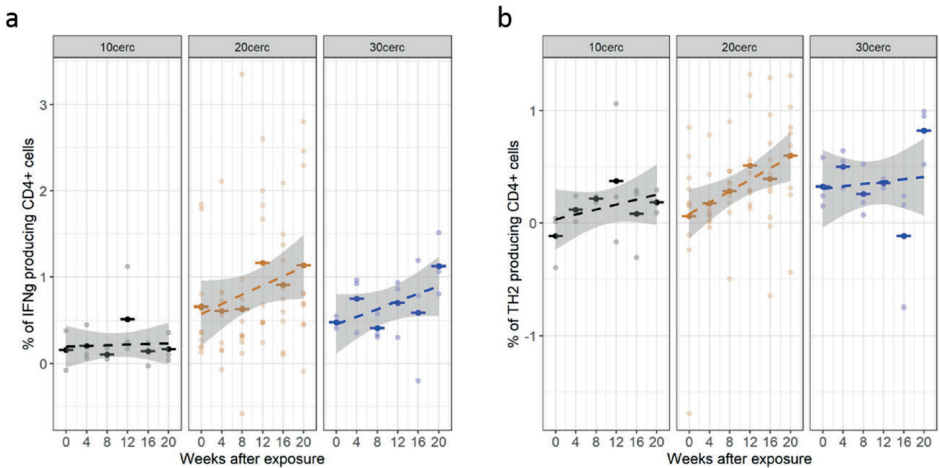 a
10cerc 20cerc 30cerc
% of IFNg producing CD4+ cells
3
2
1
0
0 4 8 12 16 20 0 4 8 12 16 20 0 4 8 12 16 20
Weeks after exposure
b
10cerc 20cerc 30cerc
% of TH2 producing CD4+ cells
1
0
-1
0 4 8 12 16 20 0 4 8 12 16 20 0 4 8 12 16 20
Weeks after exposure